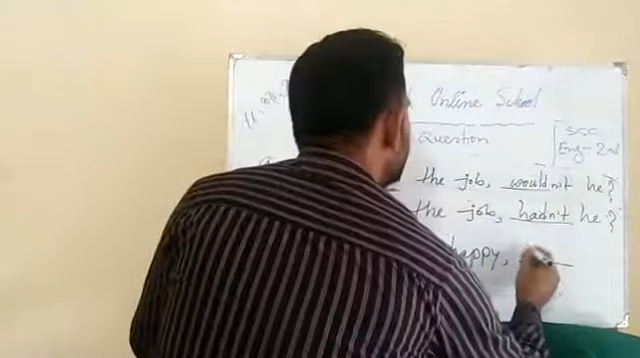 Online School
Question
SSC
Eng- 2nd
the job, wouldn't he?
the job, hadn't he?
happy,